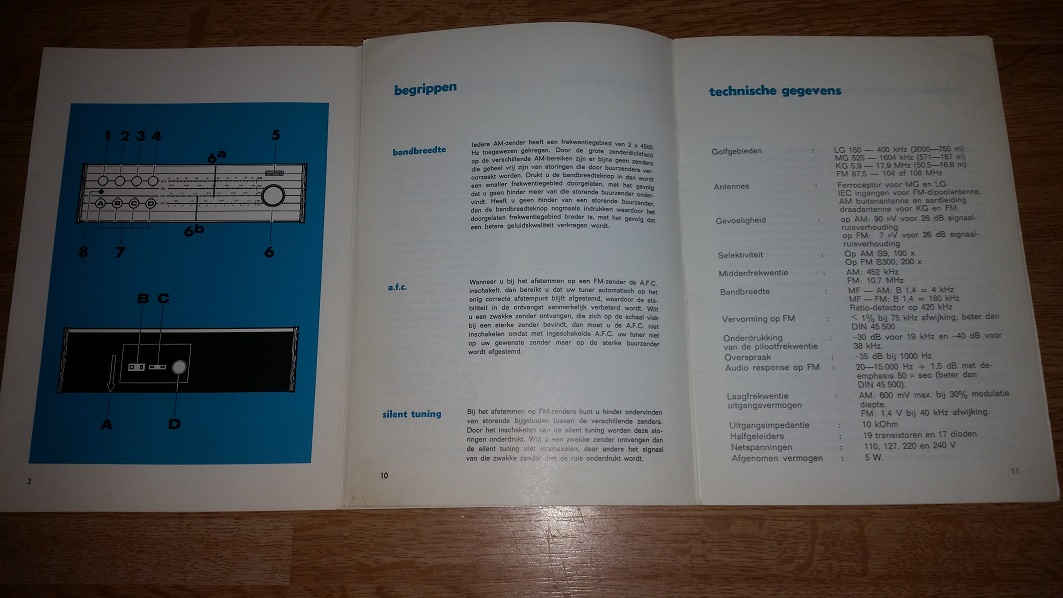 1 2 3 4 5
6a
A B C D
6b
8 7 6
B C
A D
3
begrippen
bandbreedte
Iedere AM-zender heeft een frekwentiegebied van 2 x 4500
Hz toegewezen gekregen. Door de grote zenderdichtheid
op de verschillende AM-bereiken zijn er bijna geen zenders
die geheel vrij zijn van storingen die door buurzenders ver-
oorzaakt worden. Drukt u de bandbreedteknop in dan wordt
een smaller frekwentiegebied doorgelaten, met het gevolg
dat u geen hinder meer van die storende buurzender onder-
vindt. Heeft u geen hinder van een storende buurzender,
dan de bandbreedteknop nogmaals indrukken waardoor het
doorgelaten frekwentiegebied breder is, met het gevolg dat
een betere geluidskwaliteit verkregen wordt.
a.f.c.
Wanneer u bij het afstemmen op een FM-zender de A.F.C.
inschakelt, dan bereikt u dat uw tuner automatisch op het
enig correcte afstempunt blijft afgestemd, waardoor de sta-
biliteit in de ontvangst aanmerkelijk verbeterd wordt. Wilt
u een zwakke zender ontvangen, die zich op de schaal vlak
bij een sterke zender bevindt, dan moet u de A.F.C. niet
inschakelen omdat met ingeschakelde A.F.C. uw tuner niet
op uw gewenste zender maar op de sterke buurzender
wordt afgestemd.
silent tuning
Bij het afstemmen op FM-zenders kunt u hinder ondervinden
van storende bijgeluiden tussen de verschillende zenders.
Door het inschakelen van de silent tuning worden deze sto-
ringen onderdrukt. Wilt u een zwakke zender ontvangen dan
de silent tuning niet inschakelen, daar anders het signaal
van die zwakke zender met de ruis onderdrukt wordt.
10
technische gegevens
Golfgebieden : LG 150 — 400 kHz (2000—750 m)
MG 525 — 1604 kHz (571—187 m)
KG 5,9 — 17,9 MHz (50,5—16,8 m)
FM 87,5 — 104 of 108 MHz
Antennes : Ferroceptor voor MG en LG.
IEC ingangen voor FM-dipoolantenne,
AM buitenantenne en aardleiding
draadantenne voor KG en FM.
Gevoeligheid : op AM: 90 µV voor 26 dB signaal-
ruisverhouding
op FM: 7 µV voor 26 dB signaal-
ruisverhouding
Selektiviteit : Op AM S9, 100 x
Op FM S300, 200 x
Middenfrekwentie : AM: 452 kHz
FM: 10,7 MHz
Bandbreedte : MF — AM: B 1,4 = 4 kHz
MF — FM: B 1,4 = 180 kHz
Ratio-detector op 420 kHz
Vervorming op FM : < 1% bij 75 kHz afwijking; beter dan
DIN 45 500
Onderdrukking : -30 dB voor 19 kHz en -40 dB voor
van de pilootfrekwentie 38 kHz.
Overspraak : -35 dB bij 1000 Hz
Audio response op FM : 20—15.000 Hz + 1,5 dB met de-
emphasis 50 µ sec (beter dan
DIN 45 500).
Laagfrekwentie : AM: 600 mV max. bij 30% modulatie
uitgangsvermogen diepte.
FM: 1,4 V bij 40 kHz afwijking.
Uitgangsimpedantie : 10 kOhm
Halfgeleiders : 19 transistoren en 17 dioden
Netspanningen : 110, 127, 220 en 240 V
Afgenomen vermogen : 5 W.
11